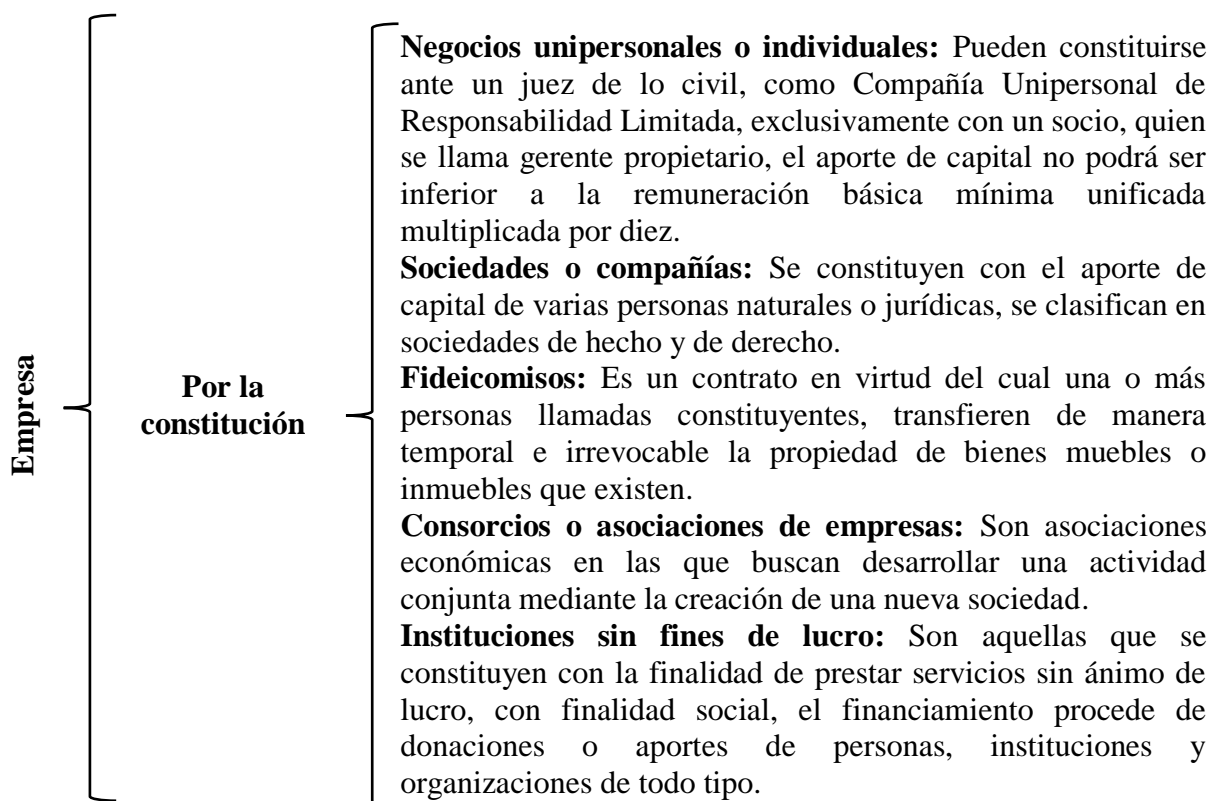 Empresa
Por la
constitución
Negocios unipersonales o individuales: Pueden constituirse
ante un juez de lo civil, como Compañía Unipersonal de
Responsabilidad Limitada, exclusivamente con un socio, quien
se llama gerente propietario, el aporte de capital no podrá ser
inferior a la remuneración básica mínima unificada
multiplicada por diez.
Sociedades o compañías: Se constituyen con el aporte de
capital de varias personas naturales o jurídicas, se clasifican en
sociedades de hecho y de derecho.
Fideicomisos: Es un contrato en virtud del cual una o más
personas llamadas constituyentes, transfieren de manera
temporal e irrevocable la propiedad de bienes muebles o
inmuebles que existen.
Consorcios o asociaciones de empresas: Son asociaciones
económicas en las que buscan desarrollar una actividad
conjunta mediante la creación de una nueva sociedad.
Instituciones sin fines de lucro: Son aquellas que se
constituyen con la finalidad de prestar servicios sin ánimo de
lucro, con finalidad social, el financiamiento procede de
donaciones o aportes de personas, instituciones y
organizaciones de todo tipo.